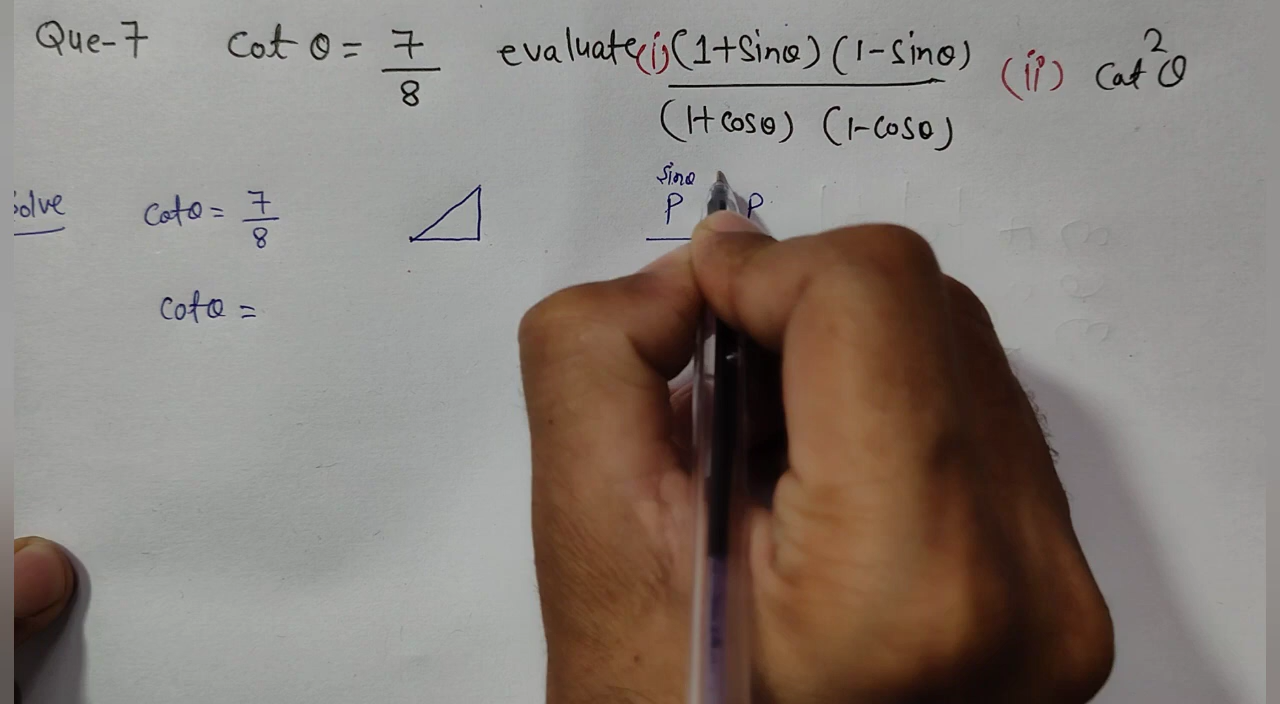 Que-7 Cot θ = 7/8 evaluate (i) (1+Sinθ) (1-Sinθ) / (1+cosθ) (1-cosθ) (ii) Cat²θ
olve Cotθ = 7/8
Sinθ
P P
Cotθ =